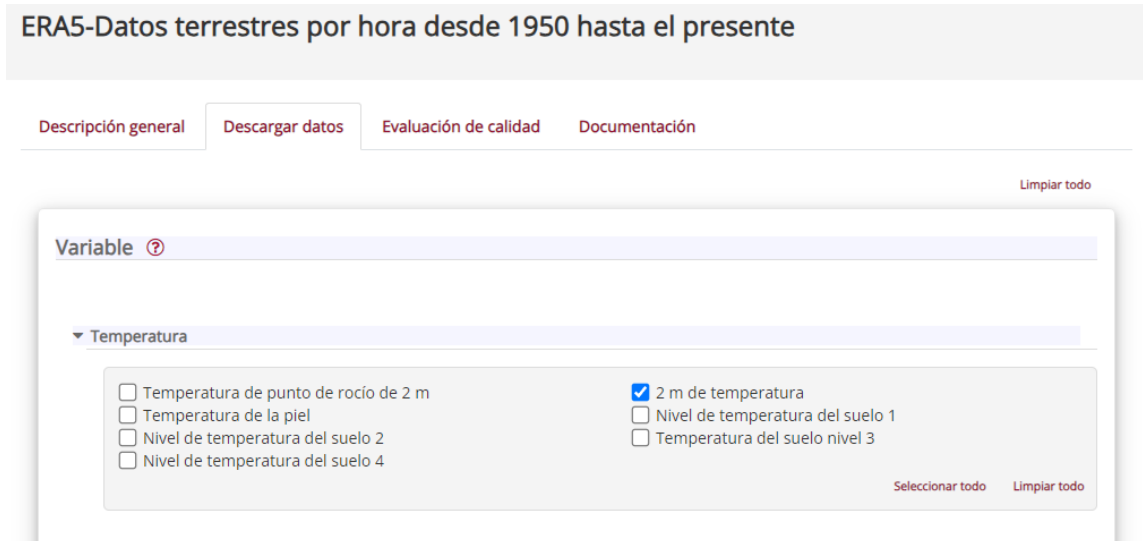 ERA5-Datos terrestres por hora desde 1950 hasta el presente
Descripción general Descargar datos Evaluación de calidad Documentación
Limpiar todo
Variable ?
Temperatura
Temperatura de punto de rocío de 2 m 2 m de temperatura
Temperatura de la piel Nivel de temperatura del suelo 1
Nivel de temperatura del suelo 2 Temperatura del suelo nivel 3
Nivel de temperatura del suelo 4
Seleccionar todo Limpiar todo